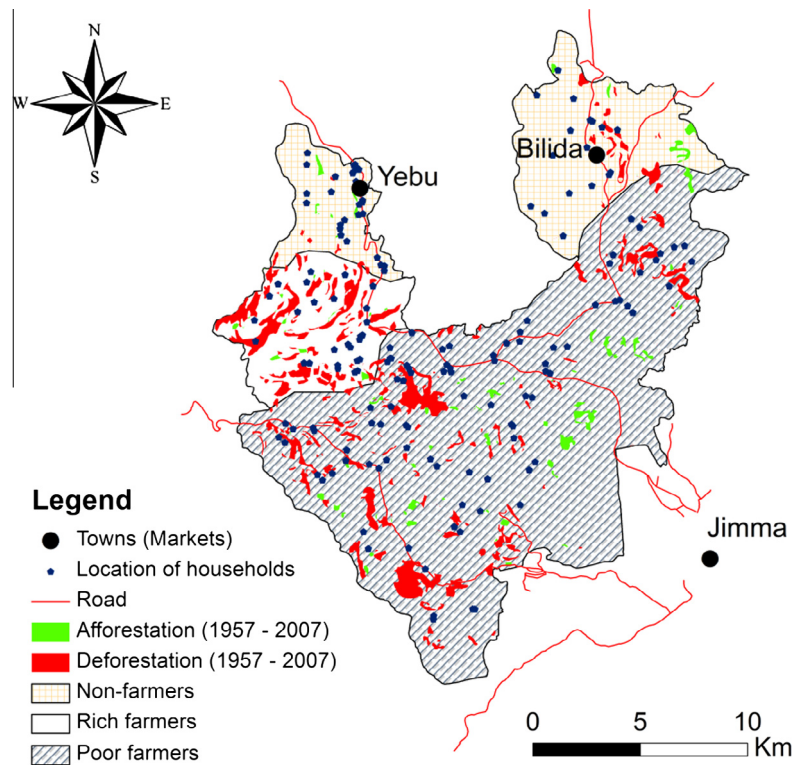 N
W
E
S
Yebu
Bilida
Jimma
Legend
Towns (Markets)
Location of households
Road
Afforestation (1957 - 2007)
Deforestation (1957 - 2007)
Non-farmers
Rich farmers
Poor farmers
0 5 10
Km